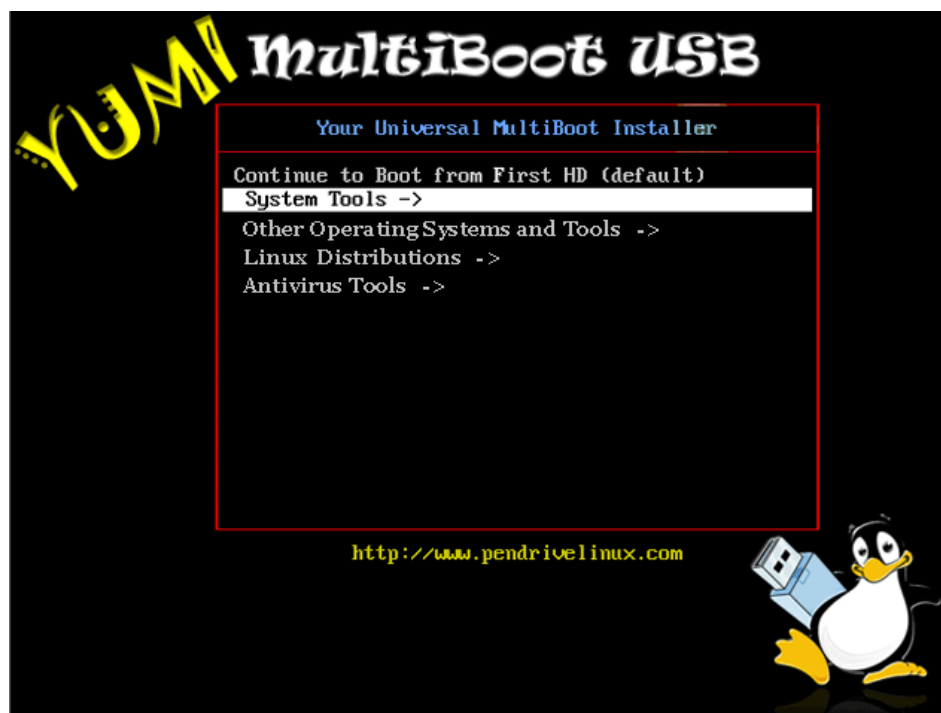 YUMI MultiBoot USB
Your Universal MultiBoot Installer
Continue to Boot from First HD (default)
System Tools ->
Other Operating Systems and Tools ->
Linux Distributions ->
Antivirus Tools ->
http://www.pendrivelinux.com